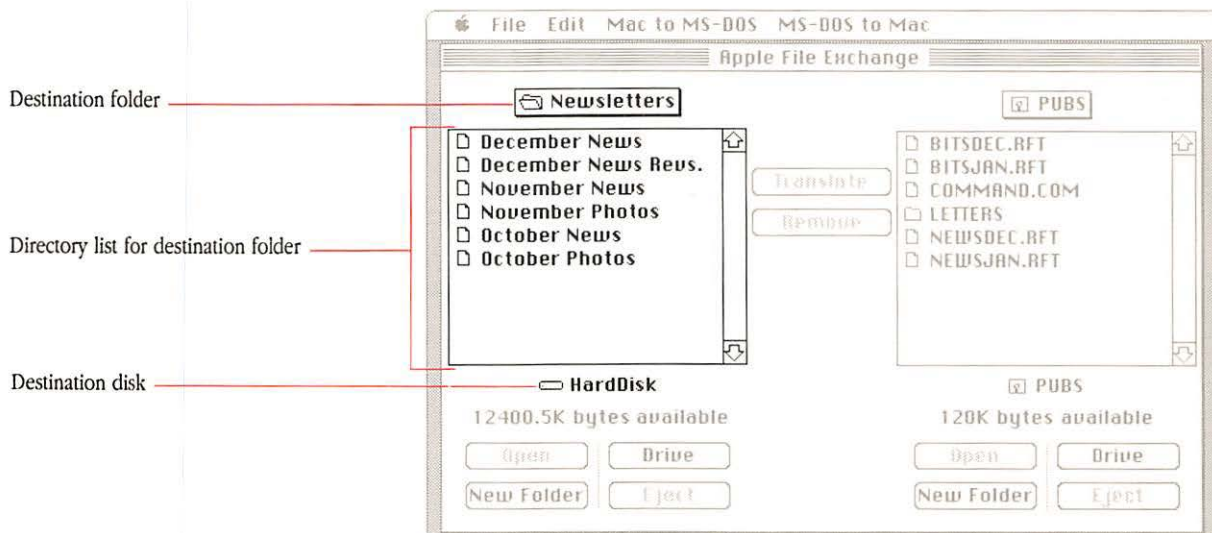 File Edit Mac to MS-DOS MS-DOS to Mac
Apple File Exchange
Destination folder
Newsletters
PUBS
December News
December News Revs.
November News
November Photos
October News
October Photos
Directory list for destination folder
Translate
Remove
BITSDEC.RFT
BITSJAN.RFT
COMMAND.COM
LETTERS
NEWSDEC.RFT
NEWSJAN.RFT
Destination disk
HardDisk
PUBS
12400.5K bytes available
120K bytes available
Open Drive
New Folder Eject
Open Drive
New Folder Eject